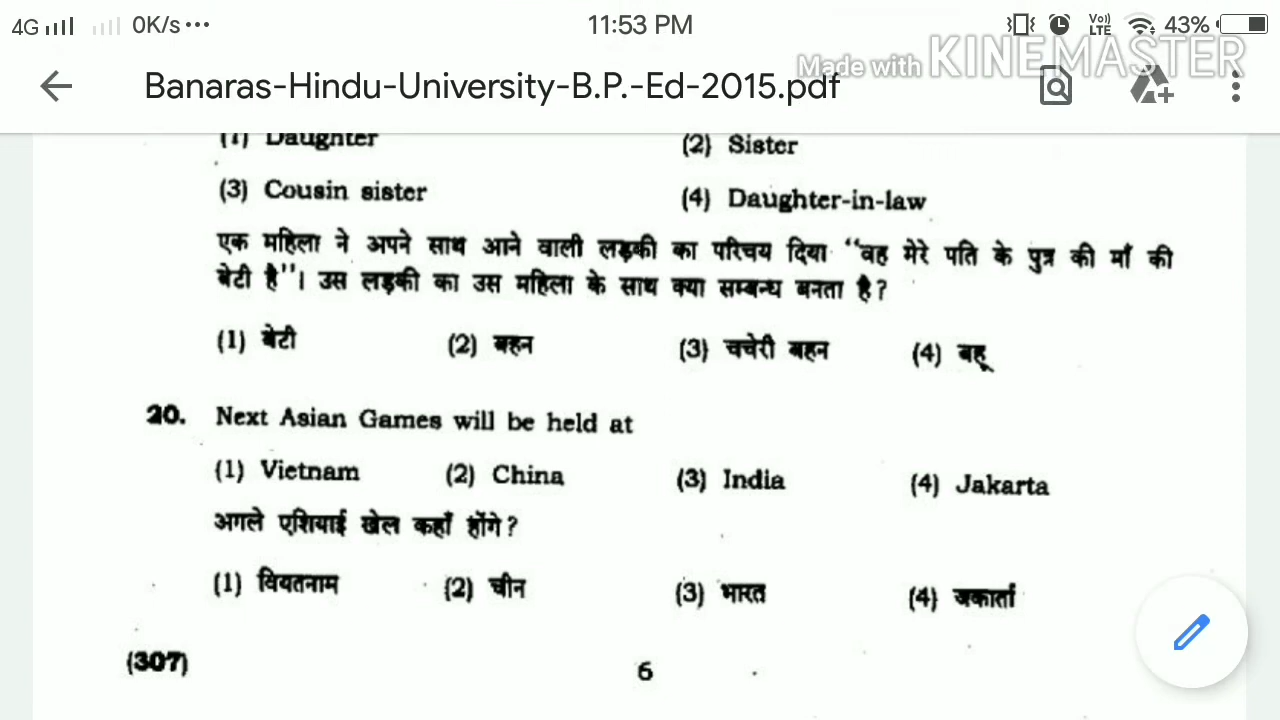 4G 0K/s ••• 11:53 PM Vo)) LTE 43%
Made with KINEMASTER
Banaras-Hindu-University-B.P.-Ed-2015.pdf
(1) Daughter (2) Sister
(3) Cousin sister (4) Daughter-in-law
एक महिला ने अपने साथ आने वाली लड़की का परिचय दिया ‘‘वह मेरे पति के पुत्र की माँ की
बेटी है’’। उस लड़की का उस महिला के साथ क्या सम्बन्ध बनता है?
(1) बेटी (2) बहन (3) चचेरी बहन (4) बहू
20. Next Asian Games will be held at
(1) Vietnam (2) China (3) India (4) Jakarta
अगले एशियाई खेल कहाँ होंगे?
(1) वियतनाम (2) चीन (3) भारत (4) जकार्ता
(307) 6